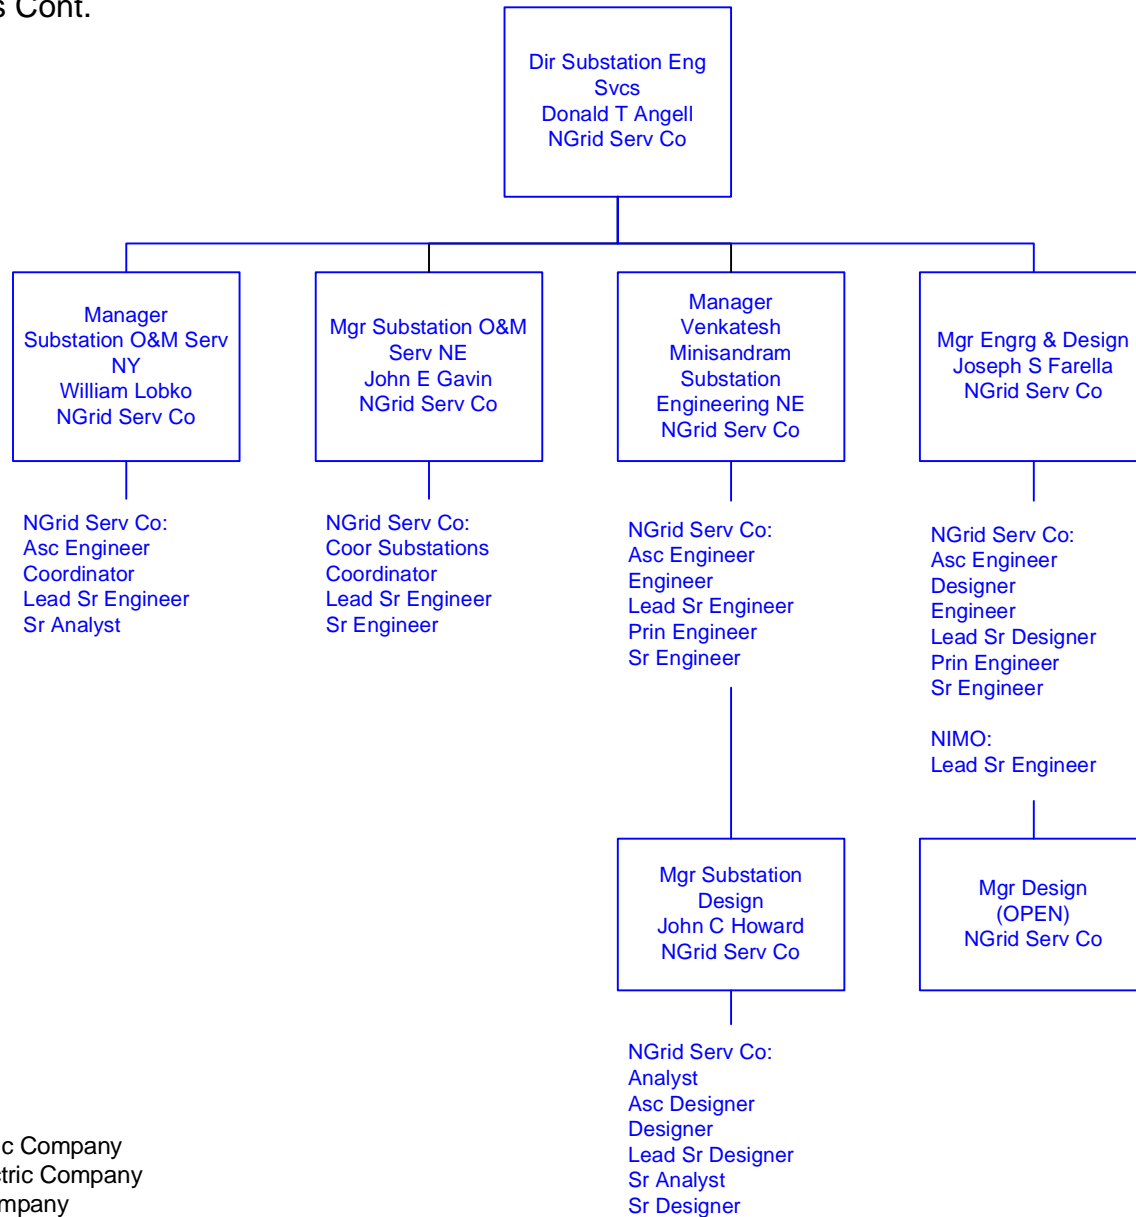 s Cont.
Dir Substation Eng
Svcs
Donald T Angell
NGrid Serv Co
Manager
Substation O&M Serv
NY
William Lobko
NGrid Serv Co
Mgr Substation O&M
Serv NE
John E Gavin
NGrid Serv Co
Manager
Venkatesh
Minisandram
Substation
Engineering NE
NGrid Serv Co
Mgr Engrg & Design
Joseph S Farella
NGrid Serv Co
NGrid Serv Co:
Asc Engineer
Coordinator
Lead Sr Engineer
Sr Analyst
NGrid Serv Co:
Coor Substations
Coordinator
Lead Sr Engineer
Sr Engineer
NGrid Serv Co:
Asc Engineer
Engineer
Lead Sr Engineer
Prin Engineer
Sr Engineer
NGrid Serv Co:
Asc Engineer
Designer
Engineer
Lead Sr Designer
Prin Engineer
Sr Engineer
NIMO:
Lead Sr Engineer
Mgr Substation
Design
John C Howard
NGrid Serv Co
Mgr Design
(OPEN)
NGrid Serv Co
NGrid Serv Co:
Analyst
Asc Designer
Designer
Lead Sr Designer
Sr Analyst
Sr Designer
c Company
tric Company
mpany